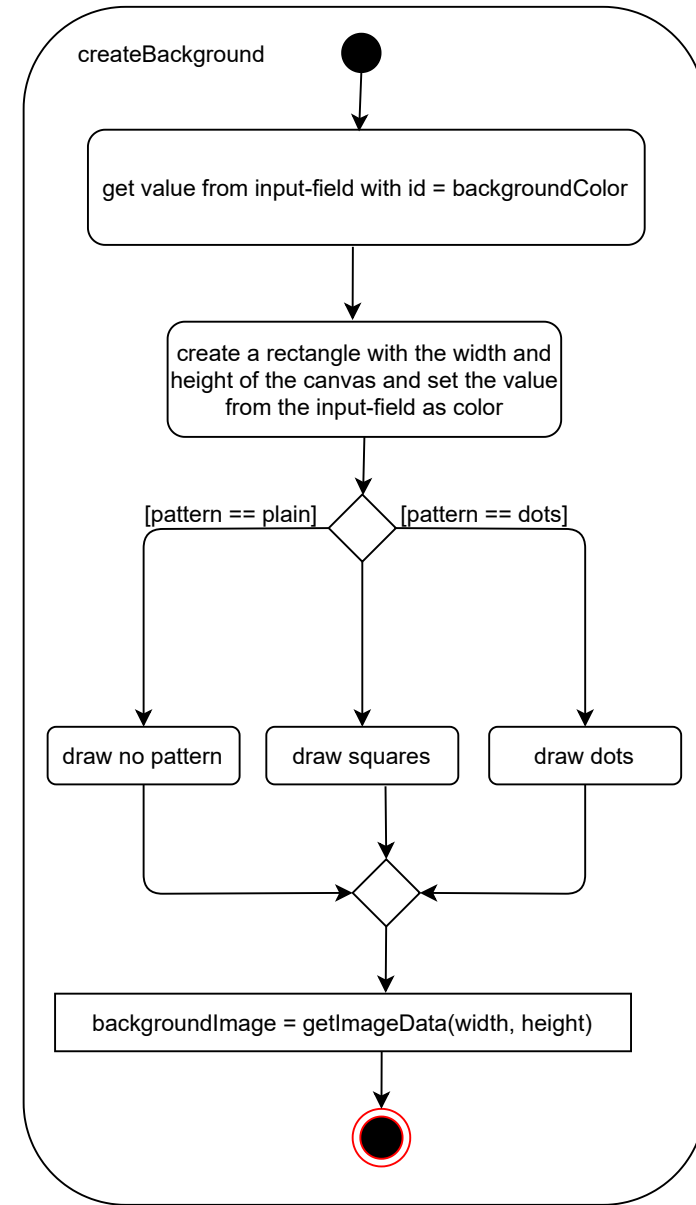 createBackground
get value from input-field with id = backgroundColor
create a rectangle with the width and
height of the canvas and set the value
from the input-field as color
[pattern == plain]
[pattern == dots]
draw no pattern
draw squares
draw dots
backgroundImage = getImageData(width, height)